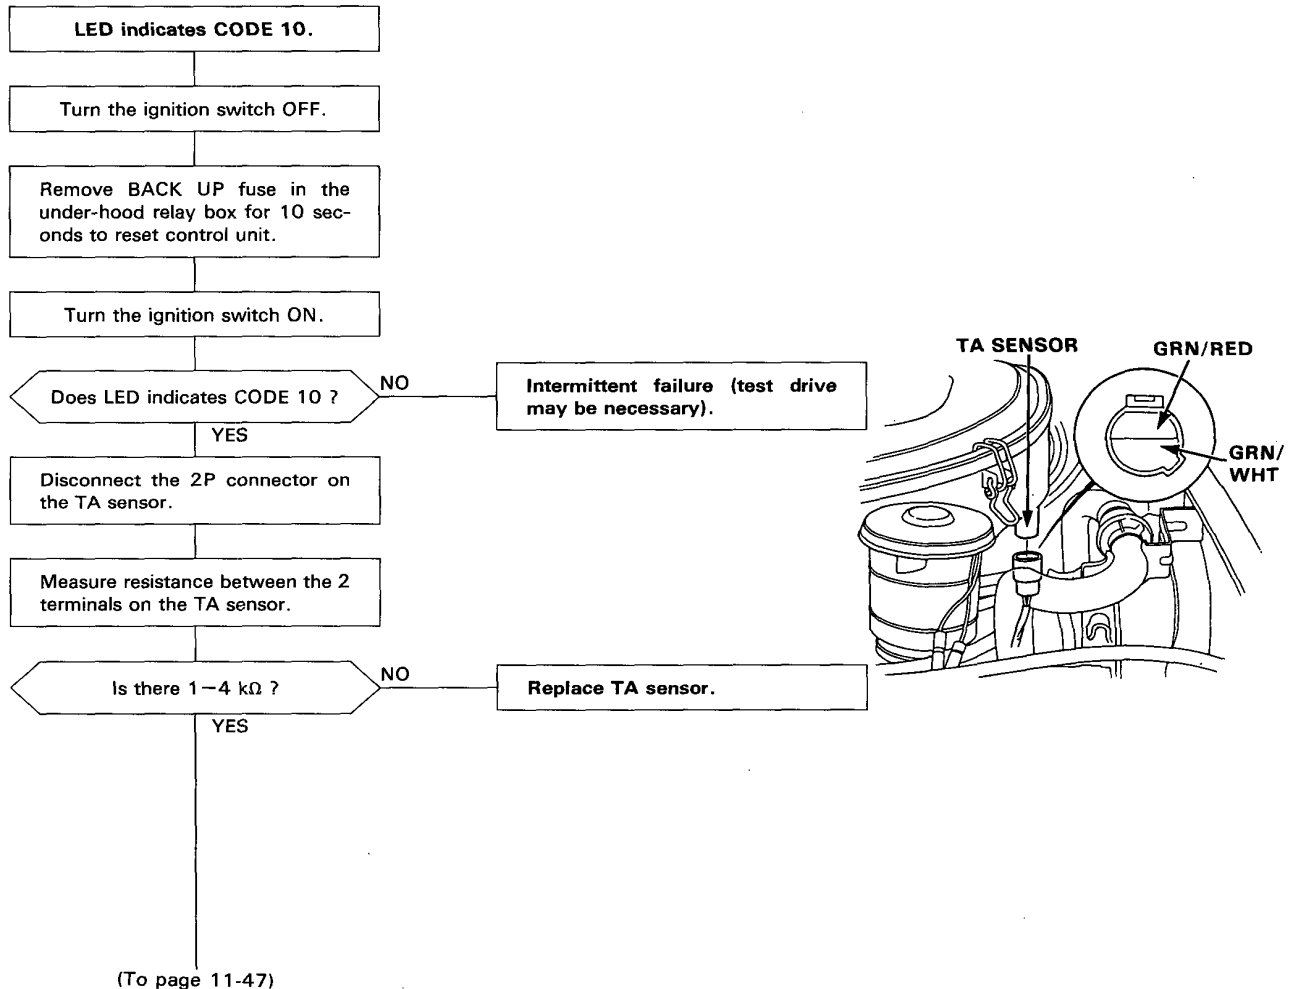 LED indicates CODE 10.
Turn the ignition switch OFF.
Remove BACK UP fuse in the
under-hood relay box for 10 sec-
onds to reset control unit.
Turn the ignition switch ON.
Does LED indicates CODE 10 ?
NO
Intermittent failure (test drive
may be necessary).
YES
Disconnect the 2P connector on
the TA sensor.
Measure resistance between the 2
terminals on the TA sensor.
Is there 1–4 kΩ ?
NO
Replace TA sensor.
YES
(To page 11-47)
TA SENSOR
GRN/RED
GRN/
WHT